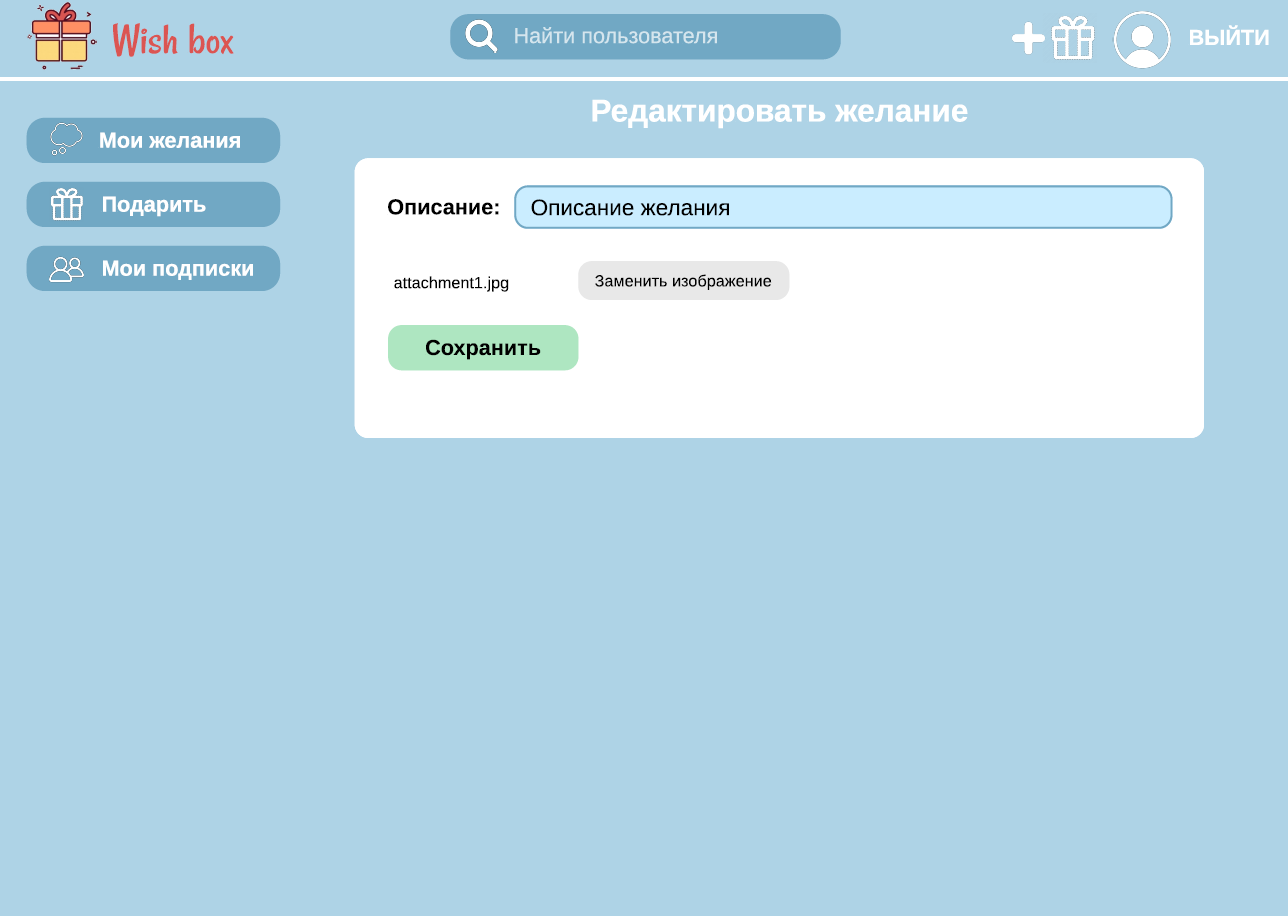 Wish box
Найти пользователя
ВЫЙТИ
Редактировать желание
Мои желания
Подарить
Мои подписки
Описание:
Описание желания
attachment1.jpg
Заменить изображение
Сохранить